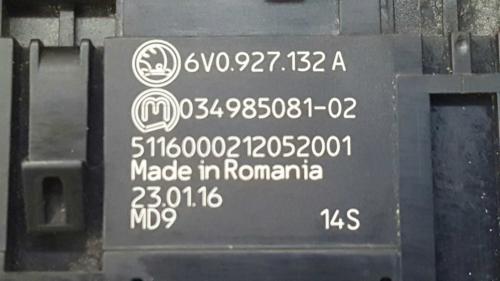 6V0.927.132 A
034985081-02
5116000212052001
Made in Romania
23.01.16
MD9 14S